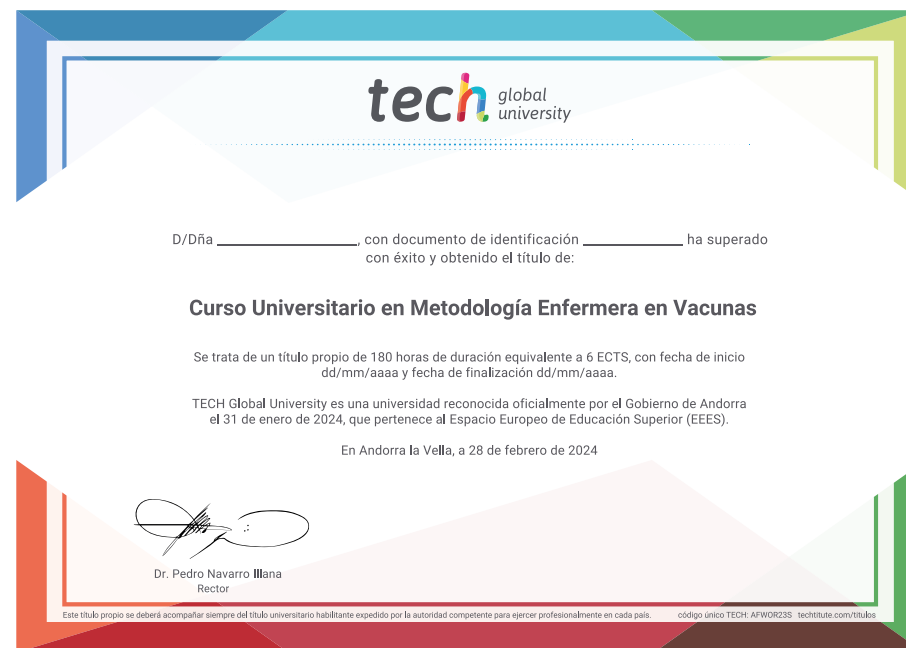 tech global university
D/Dña ____________________, con documento de identificación ______________ ha superado
con éxito y obtenido el título de:
Curso Universitario en Metodología Enfermera en Vacunas
Se trata de un título propio de 180 horas de duración equivalente a 6 ECTS, con fecha de inicio
dd/mm/aaaa y fecha de finalización dd/mm/aaaa.
TECH Global University es una universidad reconocida oficialmente por el Gobierno de Andorra
el 31 de enero de 2024, que pertenece al Espacio Europeo de Educación Superior (EEES).
En Andorra la Vella, a 28 de febrero de 2024
Dr. Pedro Navarro Illana
Rector
Este título propio se deberá acompañar siempre del título universitario habilitante expedido por la autoridad competente para ejercer profesionalmente en cada país. código único TECH: AFWOR23S techtitute.com/titulos